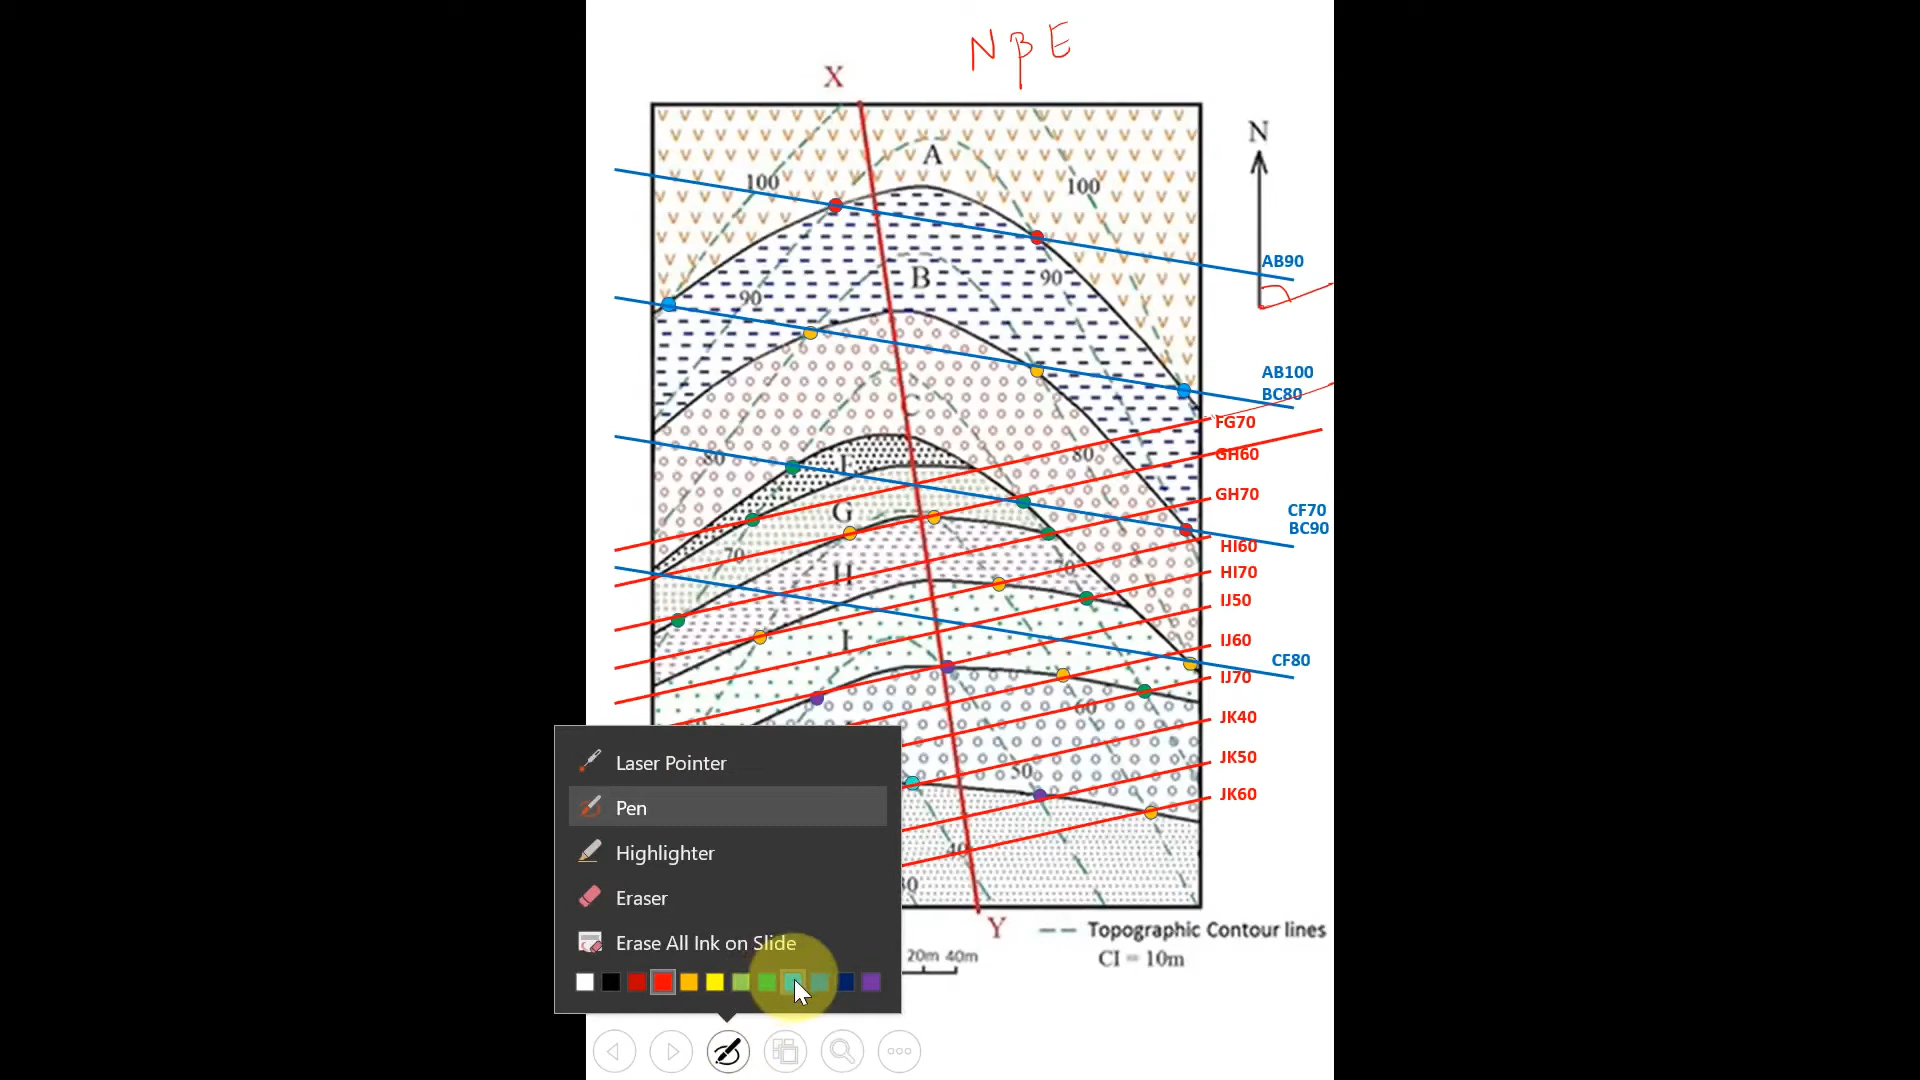 N β E
X
N
A
100
100
AB90
B
90
90
AB100
BC80
C
FG70
80
80
GH60
GH70
G
CF70
BC90
70
70
HI60
H
HI70
IJ50
I
IJ60
CF80
IJ70
60
JK40
50
JK50
JK60
40
Y
Topographic Contour lines
20m 40m
CI = 10m
Laser Pointer
Pen
Highlighter
Eraser
Erase All Ink on Slide